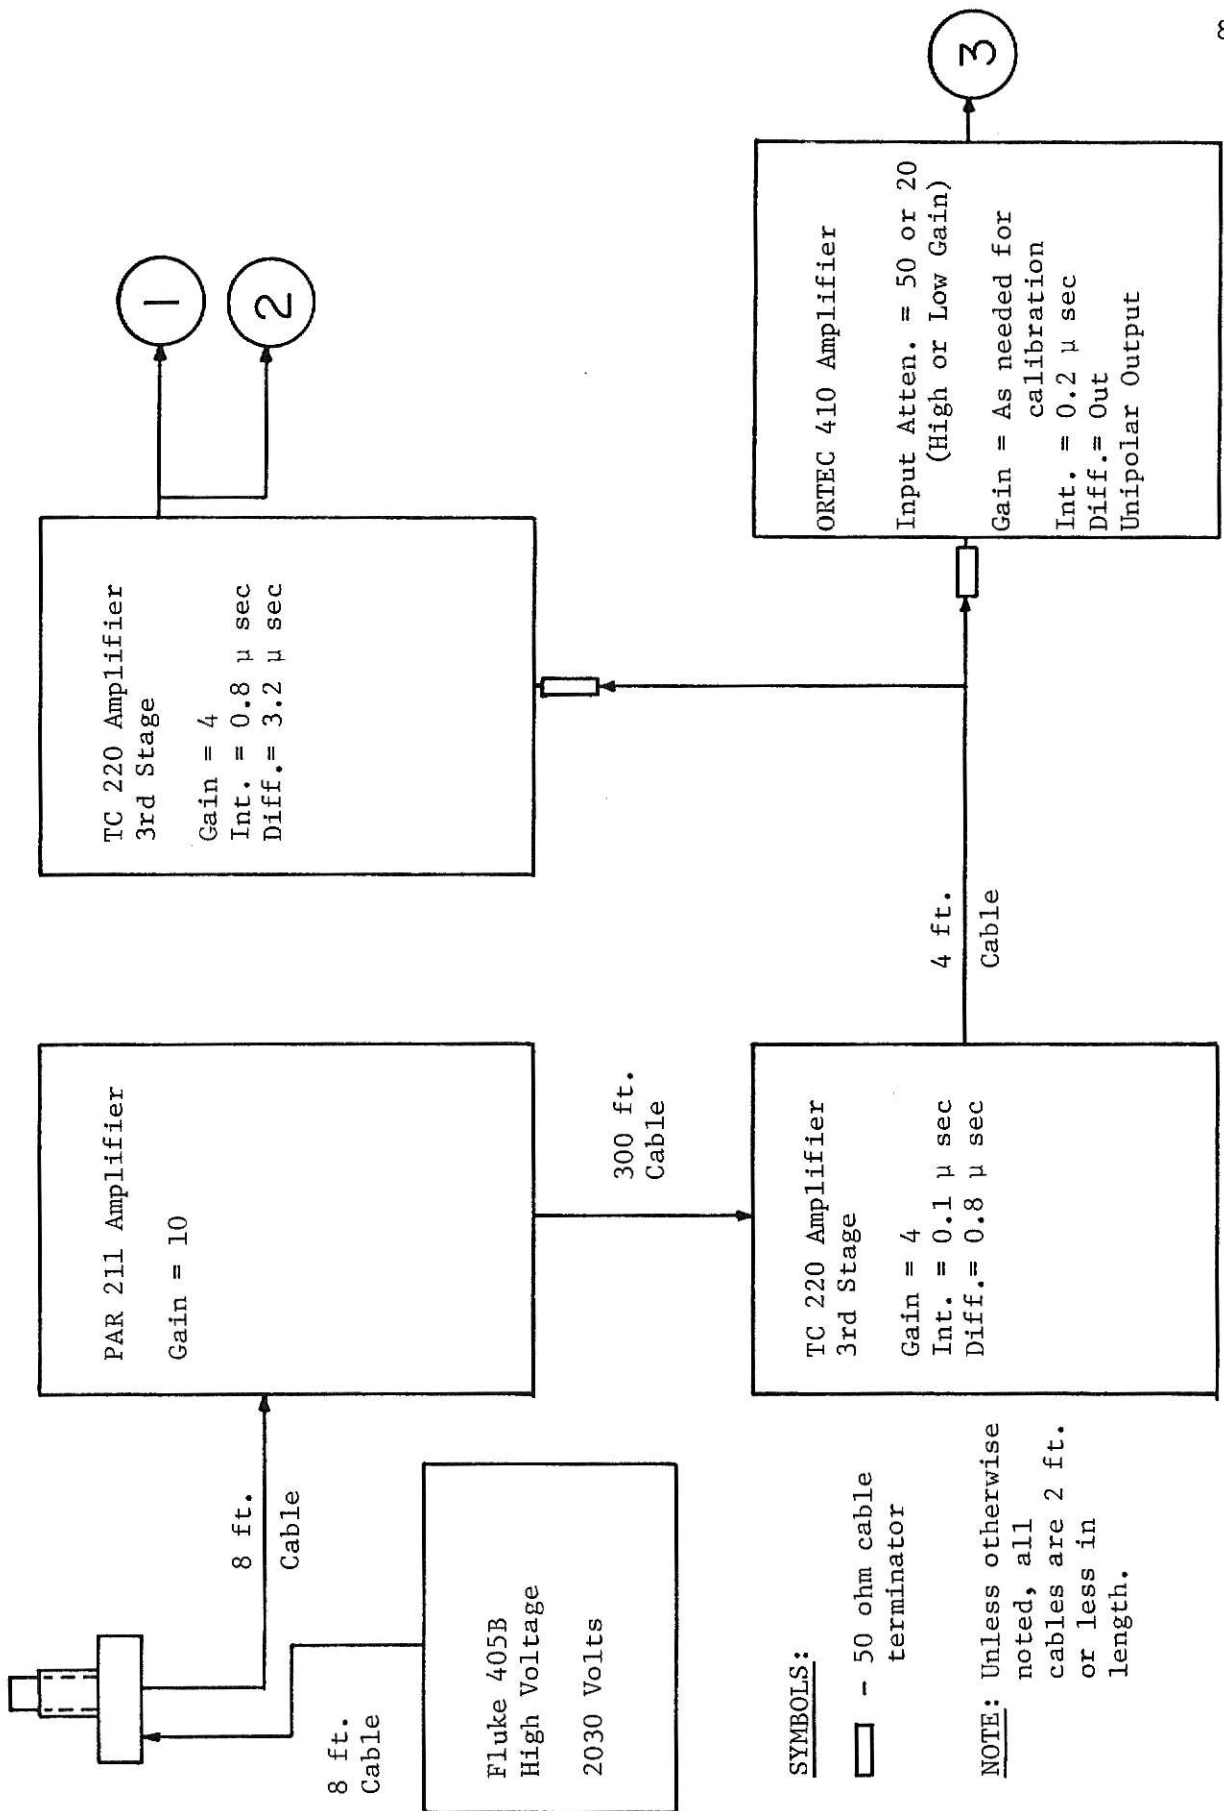 8 ft.
Cable
Fluke 405B
High Voltage
2030 Volts
8 ft.
Cable
PAR 211 Amplifier
Gain = 10
300 ft.
Cable
TC 220 Amplifier
3rd Stage
Gain = 4
Int. = 0.1 μ sec
Diff.= 0.8 μ sec
4 ft.
Cable
TC 220 Amplifier
3rd Stage
Gain = 4
Int. = 0.8 μ sec
Diff.= 3.2 μ sec
1
2
ORTEC 410 Amplifier
Input Atten. = 50 or 20
(High or Low Gain)
Gain = As needed for
calibration
Int. = 0.2 μ sec
Diff.= Out
Unipolar Output
3
SYMBOLS:
- 50 ohm cable
terminator
NOTE: Unless otherwise
noted, all
cables are 2 ft.
or less in
length.